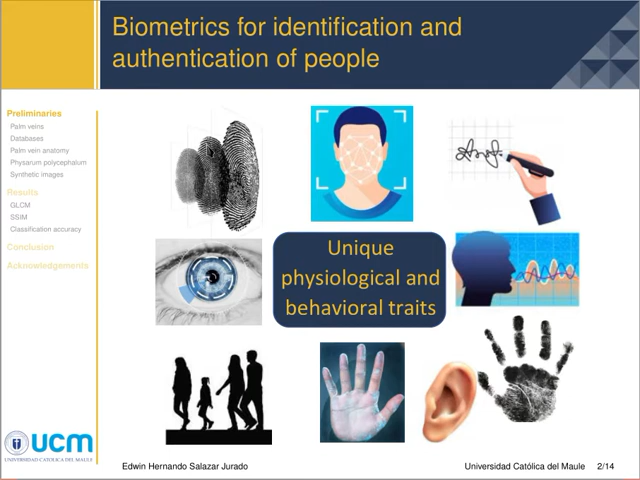 Biometrics for identification and
authentication of people
Preliminaries
Palm veins
Databases
Palm vein anatomy
Physarum polycephalum
Synthetic images
Results
GLCM
SSIM
Classification accuracy
Conclusion
Acknowledgements
Unique
physiological and
behavioral traits
ucm
UNIVERSIDAD CATOLICA DEL MAULE
Edwin Hernando Salazar Jurado
Universidad Católica del Maule 2/14